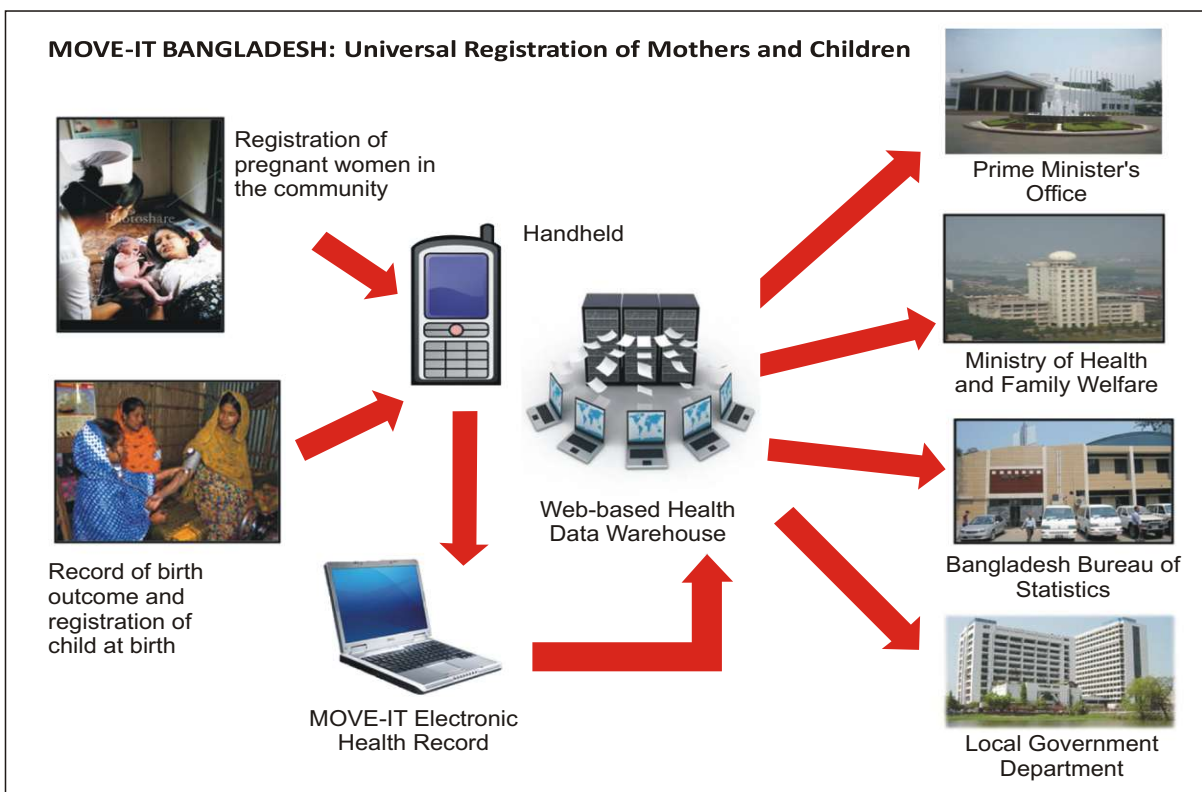 MOVE-IT BANGLADESH: Universal Registration of Mothers and Children
Registration of
pregnant women in
the community
Photoshare
Handheld
Record of birth
outcome and
registration of
child at birth
MOVE-IT Electronic
Health Record
Web-based Health
Data Warehouse
Prime Minister's
Office
Ministry of Health
and Family Welfare
Bangladesh Bureau of
Statistics
Local Government
Department